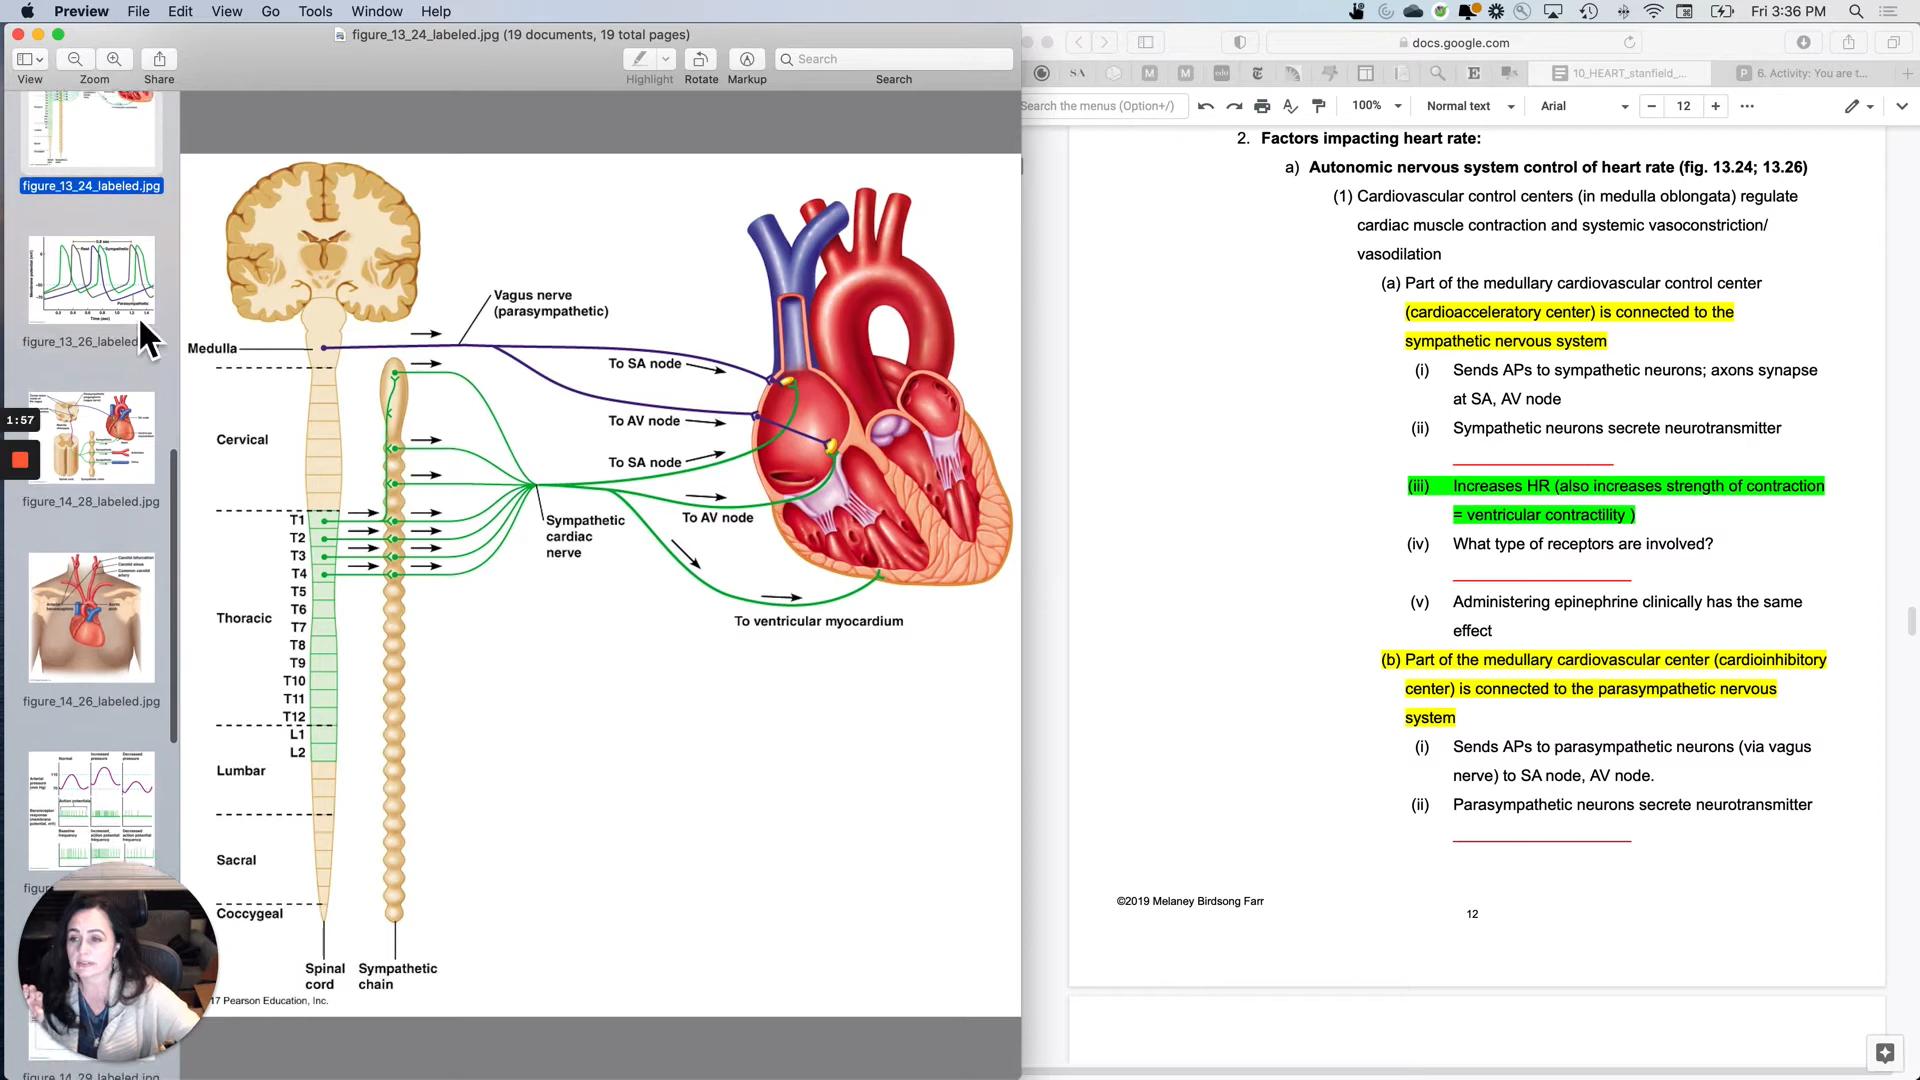 Preview File Edit View Go Tools Window Help
Fri 3:36 PM
figure_13_24_labeled.jpg (19 documents, 19 total pages)
Search
View Zoom Share Highlight Rotate Markup Search
docs.google.com
10_HEART_stanfield_...
6. Activity: You are t...
Search the menus (Option+/)
100% Normal text Arial 12
figure_13_24_labeled.jpg
figure_13_26_labeled
figure_14_28_labeled.jpg
figure_14_26_labeled.jpg
1:57
Vagus nerve
(parasympathetic)
Medulla
To SA node
To AV node
To SA node
To AV node
Cervical
Sympathetic
cardiac
nerve
T1
T2
T3
T4
T5
T6
T7
T8
T9
T10
T11
T12
L1
L2
Thoracic
To ventricular myocardium
Lumbar
Sacral
Coccygeal
Spinal
cord
Sympathetic
chain
17 Pearson Education, Inc.
2. Factors impacting heart rate:
a) Autonomic nervous system control of heart rate (fig. 13.24; 13.26)
(1) Cardiovascular control centers (in medulla oblongata) regulate
cardiac muscle contraction and systemic vasoconstriction/
vasodilation
(a) Part of the medullary cardiovascular control center
(cardioacceleratory center) is connected to the
sympathetic nervous system
(i) Sends APs to sympathetic neurons; axons synapse
at SA, AV node
(ii) Sympathetic neurons secrete neurotransmitter
(iii) Increases HR (also increases strength of contraction
= ventricular contractility )
(iv) What type of receptors are involved?
(v) Administering epinephrine clinically has the same
effect
(b) Part of the medullary cardiovascular center (cardioinhibitory
center) is connected to the parasympathetic nervous
system
(i) Sends APs to parasympathetic neurons (via vagus
nerve) to SA node, AV node.
(ii) Parasympathetic neurons secrete neurotransmitter
©2019 Melaney Birdsong Farr
12